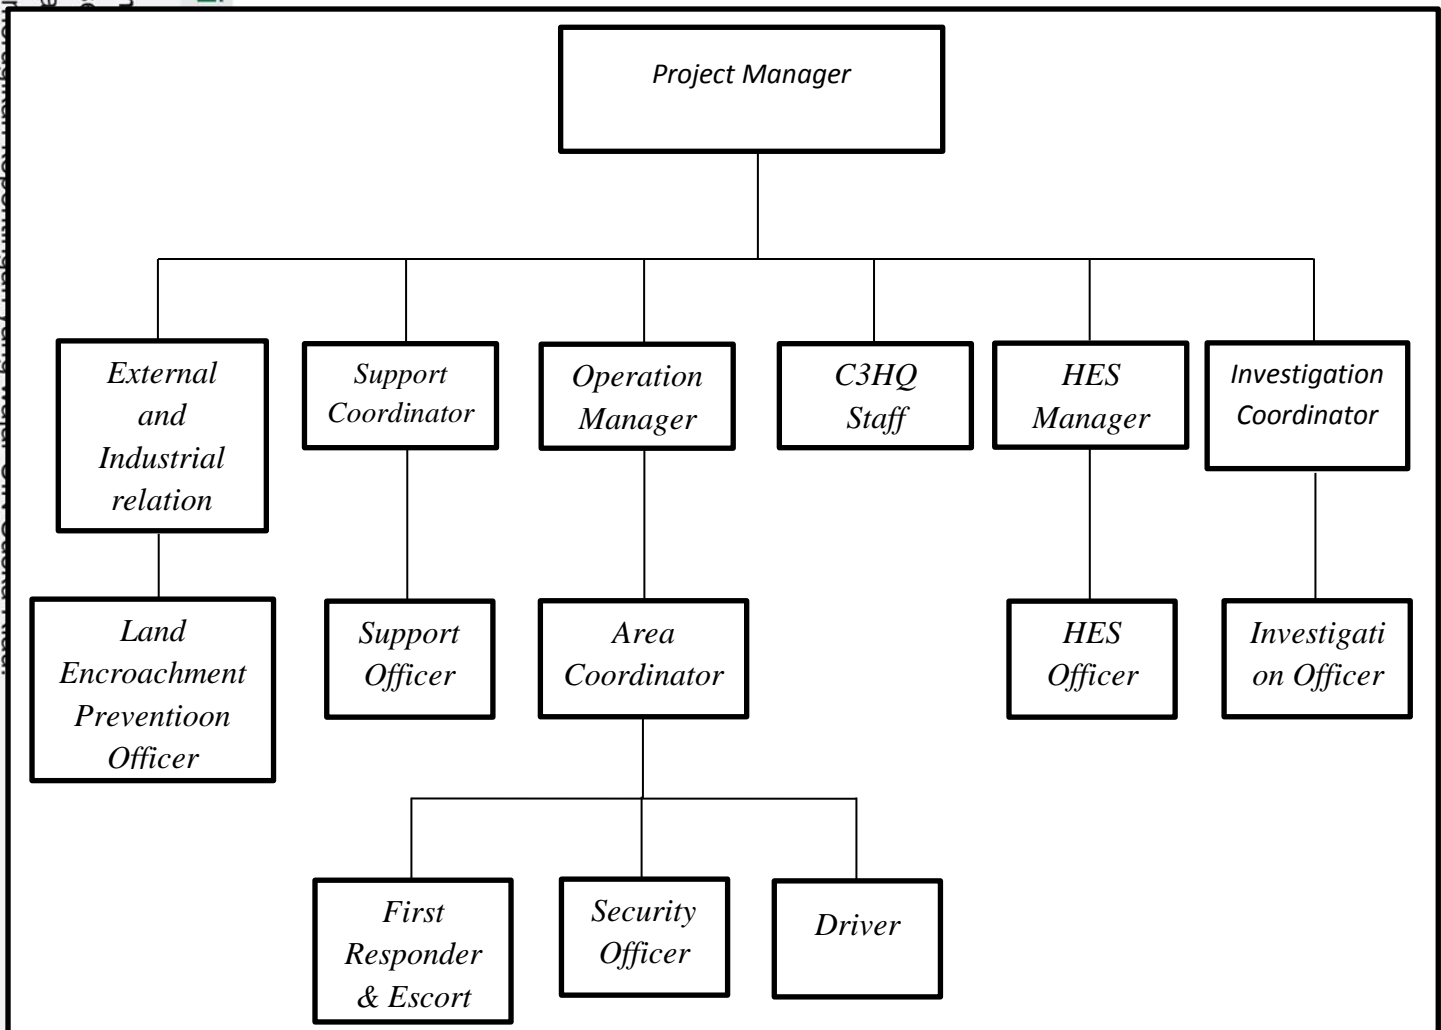 Project Manager
External
and
Industrial
relation
Support
Coordinator
Operation
Manager
C3HQ
Staff
HES
Manager
Investigation
Coordinator
Land
Encroachment
Preventioon
Officer
Support
Officer
Area
Coordinator
HES
Officer
Investigati
on Officer
First
Responder
& Escort
Security
Officer
Driver